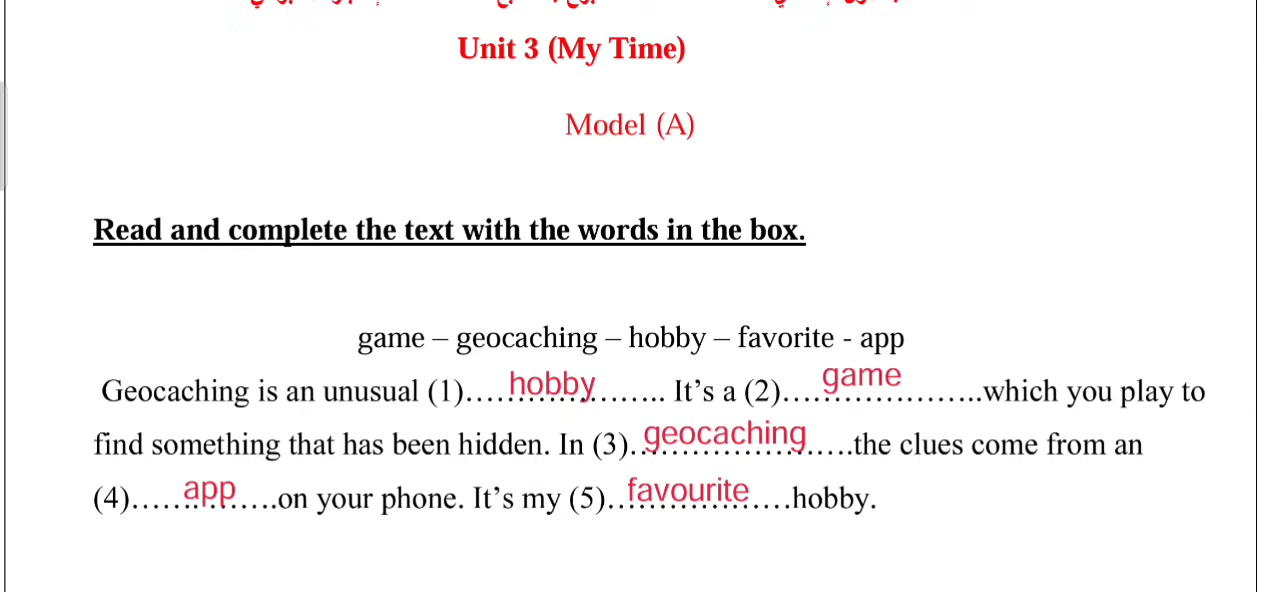 Unit 3 (My Time)
Model (A)
Read and complete the text with the words in the box.
game – geocaching – hobby – favorite - app
Geocaching is an unusual (1)....hobby........ It’s a (2)....game..................which you play to
find something that has been hidden. In (3)..geocaching.....the clues come from an
(4).....app.....on your phone. It’s my (5)..favourite....hobby.